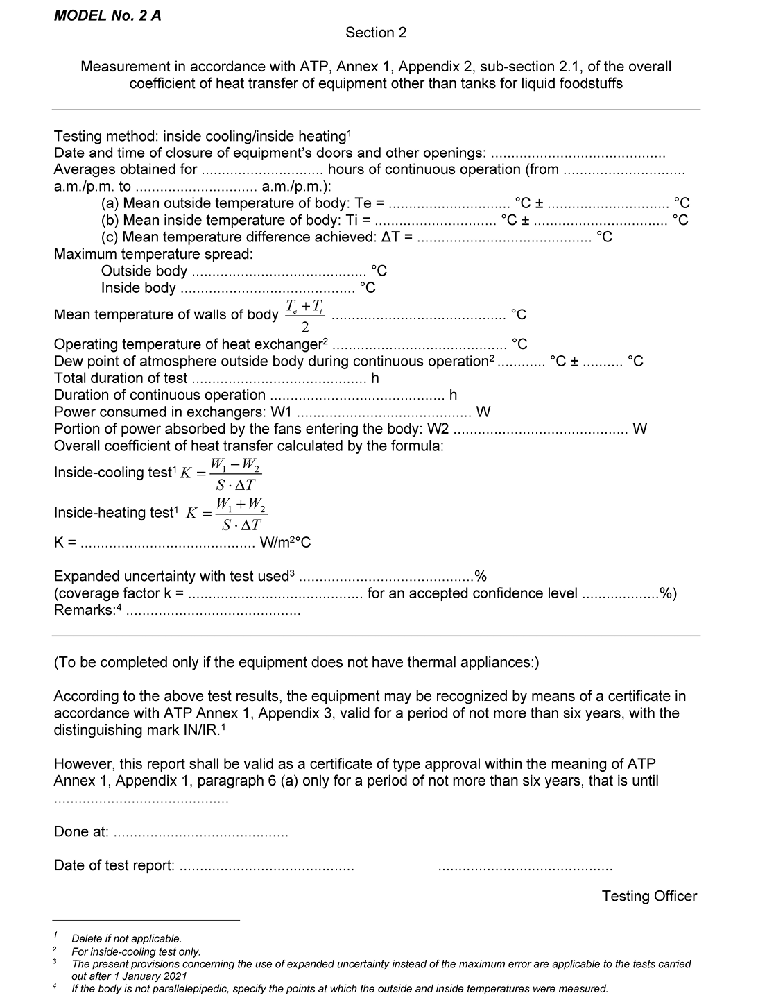 MODEL No. 2 A
Section 2
Measurement in accordance with ATP, Annex 1, Appendix 2, sub-section 2.1, of the overall
coefficient of heat transfer of equipment other than tanks for liquid foodstuffs
Testing method: inside cooling/inside heating¹
Date and time of closure of equipment's doors and other openings: ...........................................
Averages obtained for .............................. hours of continuous operation (from ..............................
a.m./p.m. to .............................. a.m./p.m.):
(a) Mean outside temperature of body: Te = .............................. °C ± .............................. °C
(b) Mean inside temperature of body: Ti = .............................. °C ± ................................. °C
(c) Mean temperature difference achieved: ΔT = ........................................... °C
Maximum temperature spread:
Outside body ........................................... °C
Inside body ........................................... °C
Mean temperature of walls of body (Te + Ti)/2 ........................................... °C
Operating temperature of heat exchanger² ........................................... °C
Dew point of atmosphere outside body during continuous operation² ............ °C ± .......... °C
Total duration of test ........................................... h
Duration of continuous operation ........................................... h
Power consumed in exchangers: W1 ........................................... W
Portion of power absorbed by the fans entering the body: W2 ........................................... W
Overall coefficient of heat transfer calculated by the formula:
Inside-cooling test¹ K = (W₁ − W₂)/(S · ΔT)
Inside-heating test¹ K = (W₁ + W₂)/(S · ΔT)
K = ........................................... W/m²°C
Expanded uncertainty with test used³ ...........................................%
(coverage factor k = ........................................... for an accepted confidence level ...................%)
Remarks:⁴ ...........................................
(To be completed only if the equipment does not have thermal appliances:)
According to the above test results, the equipment may be recognized by means of a certificate in
accordance with ATP Annex 1, Appendix 3, valid for a period of not more than six years, with the
distinguishing mark IN/IR.¹
However, this report shall be valid as a certificate of type approval within the meaning of ATP
Annex 1, Appendix 1, paragraph 6 (a) only for a period of not more than six years, that is until
...........................................
Done at: ...........................................
Date of test report: ........................................... ...........................................
Testing Officer
¹ Delete if not applicable.
² For inside-cooling test only.
³ The present provisions concerning the use of expanded uncertainty instead of the maximum error are applicable to the tests carried
out after 1 January 2021
⁴ If the body is not parallelepipedic, specify the points at which the outside and inside temperatures were measured.